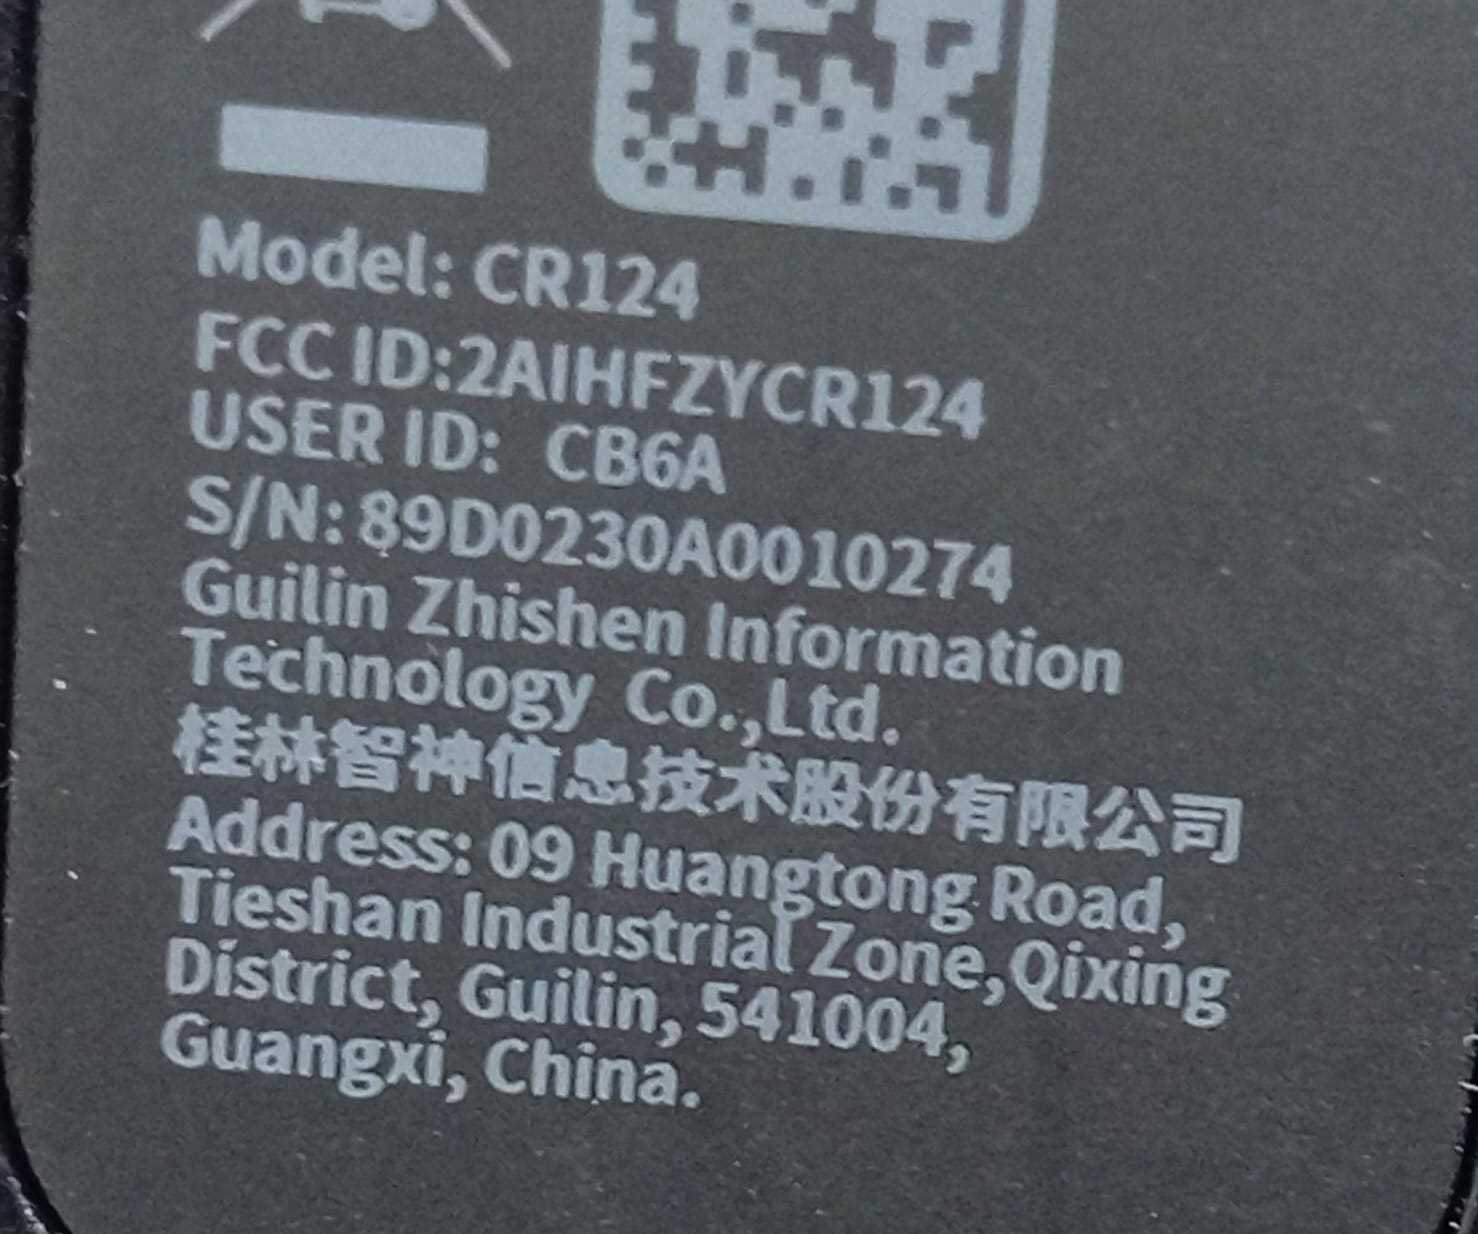 Model: CR124
FCC ID:2AIHFZYCR124
USER ID: CB6A
S/N: 89D0230A0010274
Guilin Zhishen Information
Technology Co.,Ltd.
桂林智神信息技术股份有限公司
Address: 09 Huangtong Road,
Tieshan Industrial Zone,Qixing
District, Guilin, 541004,
Guangxi, China.